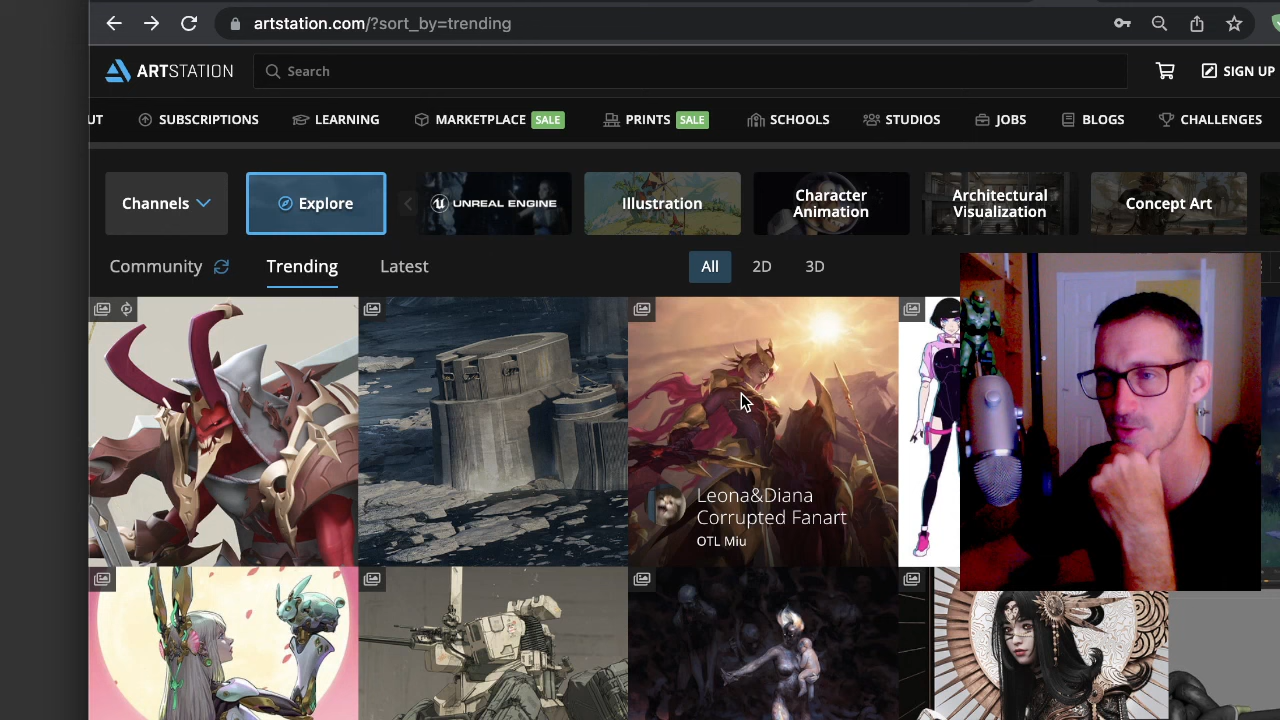 artstation.com/?sort_by=trending
ARTSTATION
Search
SIGN UP
UT
SUBSCRIPTIONS
LEARNING
MARKETPLACE SALE
PRINTS SALE
SCHOOLS
STUDIOS
JOBS
BLOGS
CHALLENGES
Channels
Explore
UNREAL ENGINE
Illustration
Character
Animation
Architectural
Visualization
Concept Art
Community
Trending
Latest
All
2D
3D
Leona&Diana
Corrupted Fanart
OTL Miu